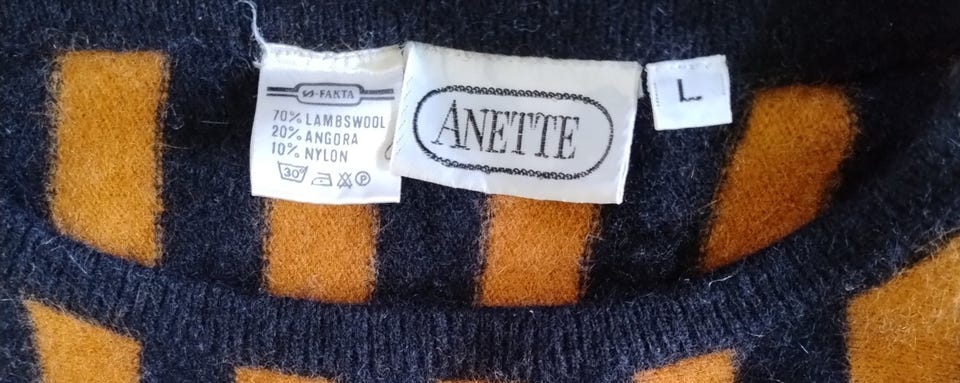 S-FAKTA
70% LAMBSWOOL
20% ANGORA
10% NYLON
30°
P
ANETTE
L